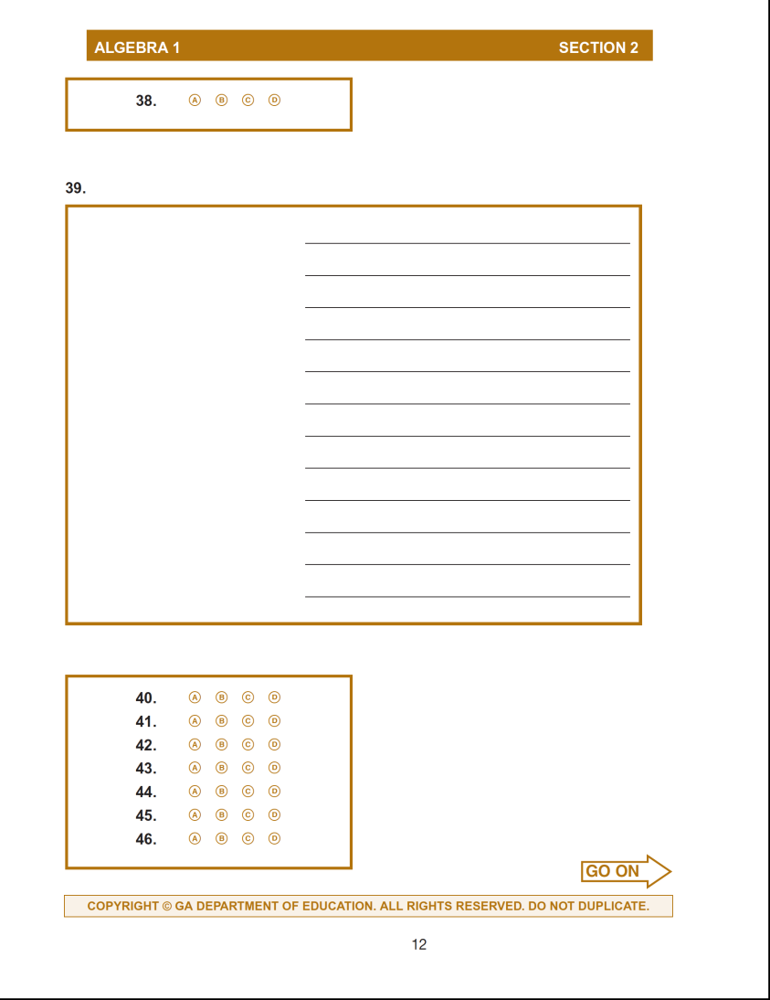 ALGEBRA 1 SECTION 2
38. A B C D
39.
40. A B C D
41. A B C D
42. A B C D
43. A B C D
44. A B C D
45. A B C D
46. A B C D
GO ON
COPYRIGHT © GA DEPARTMENT OF EDUCATION. ALL RIGHTS RESERVED. DO NOT DUPLICATE.
12